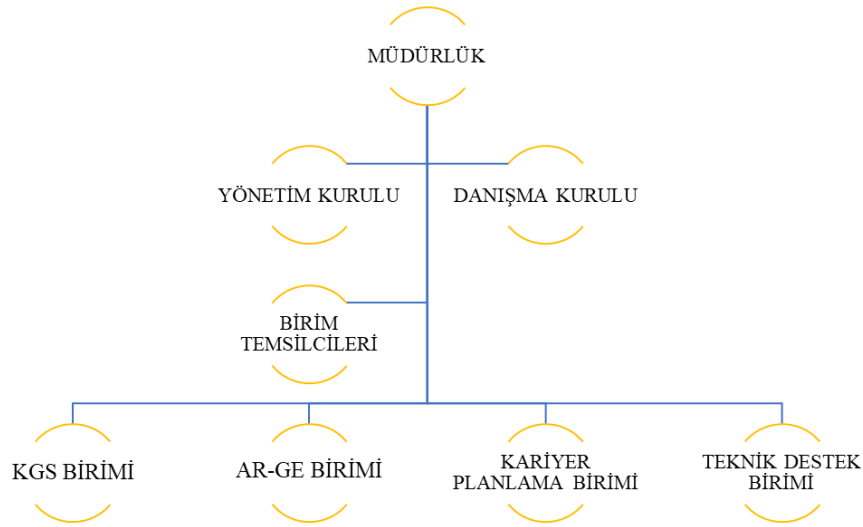 MÜDÜRLÜK
YÖNETİM KURULU
DANIŞMA KURULU
BİRİM
TEMSİLCİLERİ
KGS BİRİMİ
AR-GE BİRİMİ
KARİYER
PLANLAMA BİRİMİ
TEKNİK DESTEK
BİRİMİ